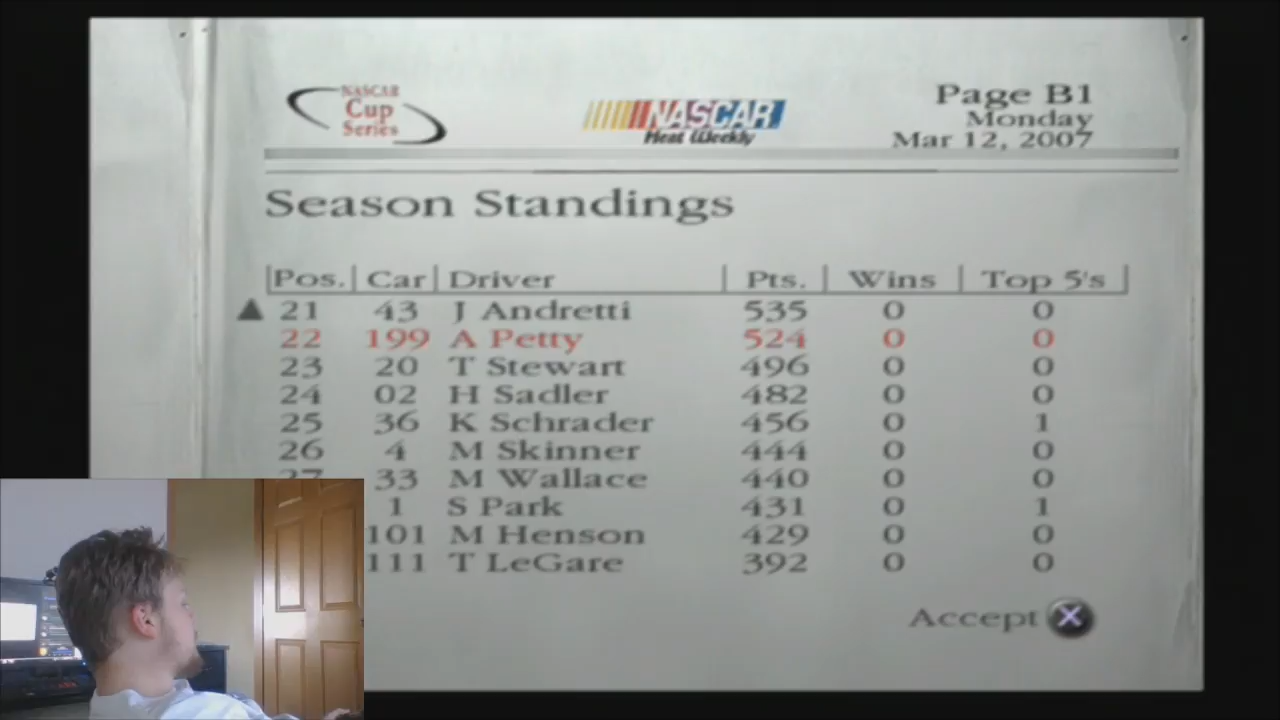 NASCAR
Cup
Series
NASCAR
Heat Weekly
Page B1
Monday
Mar 12, 2007
Season Standings
Pos. Car Driver Pts. Wins Top 5's
21 43 J Andretti 535 0 0
22 199 A Petty 524 0 0
23 20 T Stewart 496 0 0
24 02 H Sadler 482 0 0
25 36 K Schrader 456 0 1
26 4 M Skinner 444 0 0
27 33 M Wallace 440 0 0
1 S Park 431 0 1
101 M Henson 429 0 0
111 T LeGare 392 0 0
Accept X